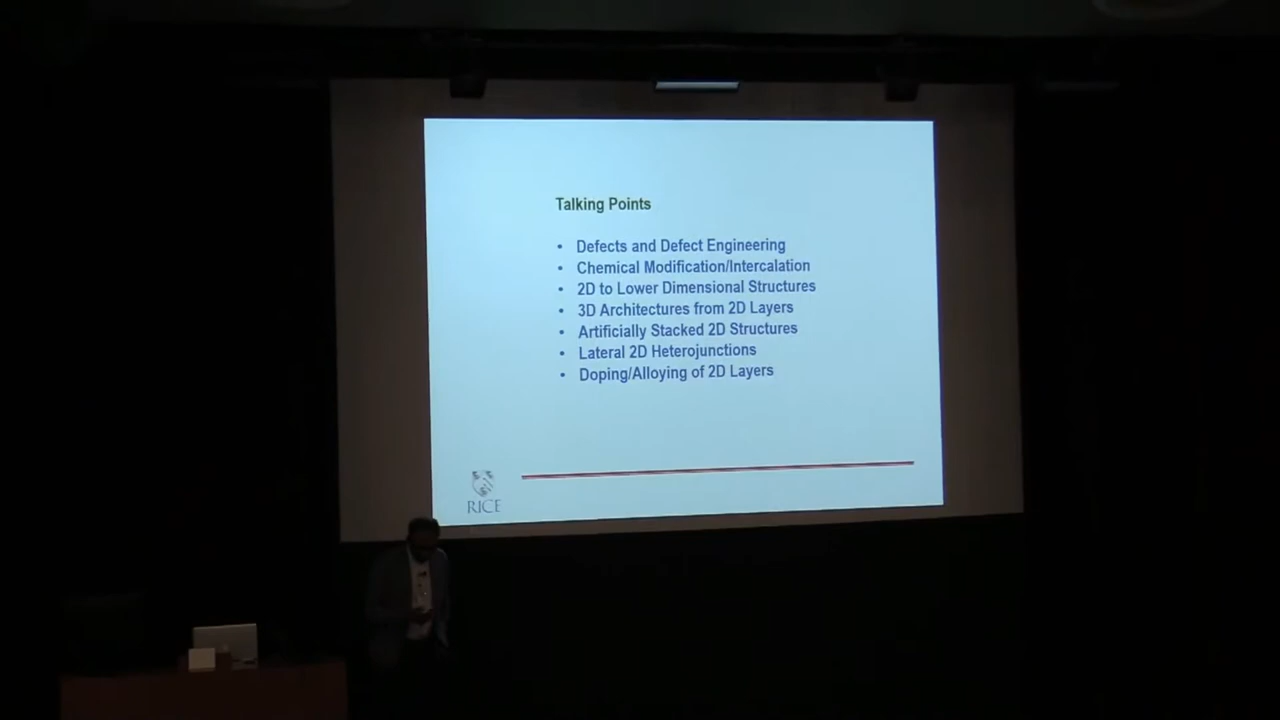 Talking Points
• Defects and Defect Engineering
• Chemical Modification/Intercalation
• 2D to Lower Dimensional Structures
• 3D Architectures from 2D Layers
• Artificially Stacked 2D Structures
• Lateral 2D Heterojunctions
• Doping/Alloying of 2D Layers
RICE